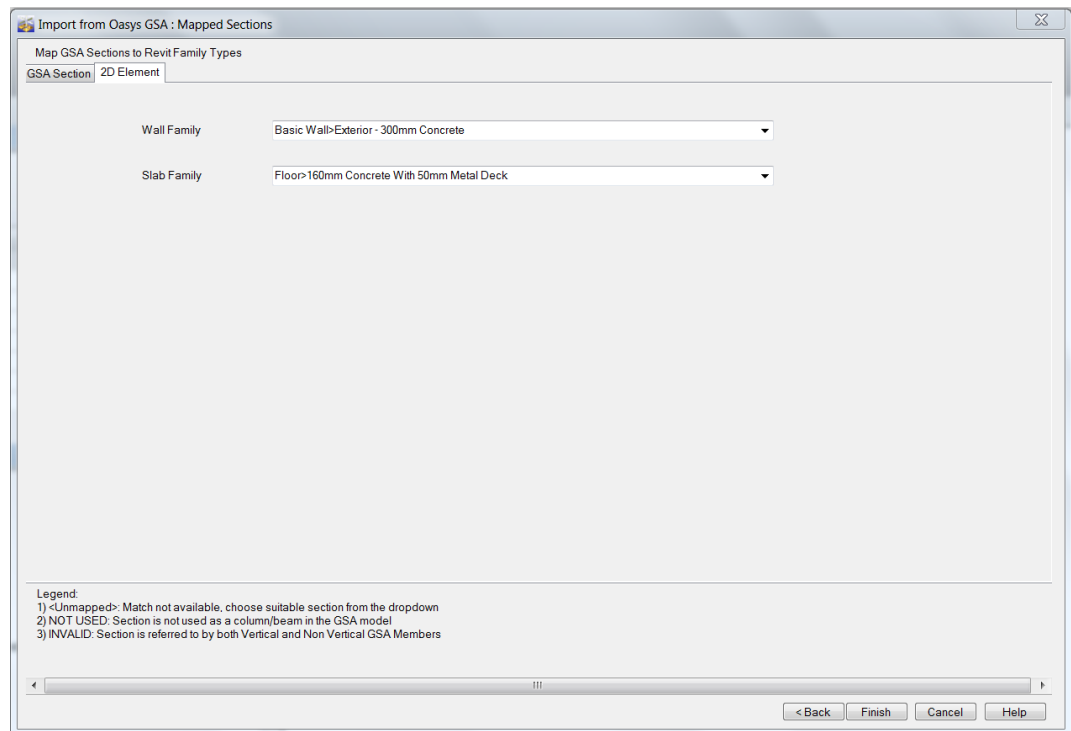 Import from Oasys GSA : Mapped Sections
Map GSA Sections to Revit Family Types
GSA Section 2D Element
Wall Family Basic Wall>Exterior - 300mm Concrete
Slab Family Floor>160mm Concrete With 50mm Metal Deck
Legend:
1) <Unmapped>: Match not available, choose suitable section from the dropdown
2) NOT USED: Section is not used as a column/beam in the GSA model
3) INVALID: Section is referred to by both Vertical and Non Vertical GSA Members
< Back Finish Cancel Help